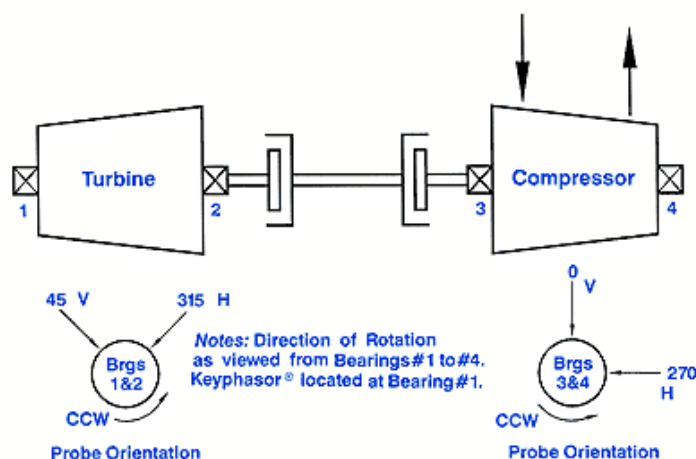 Turbine
Compressor
1
2
3
4
45 V
315 H
Notes: Direction of Rotation
as viewed from Bearings #1 to #4.
Keyphasor® located at Bearing #1.
Brgs
1&2
CCW
Probe Orientation
0
V
Brgs
3&4
270
H
CCW
Probe Orientation